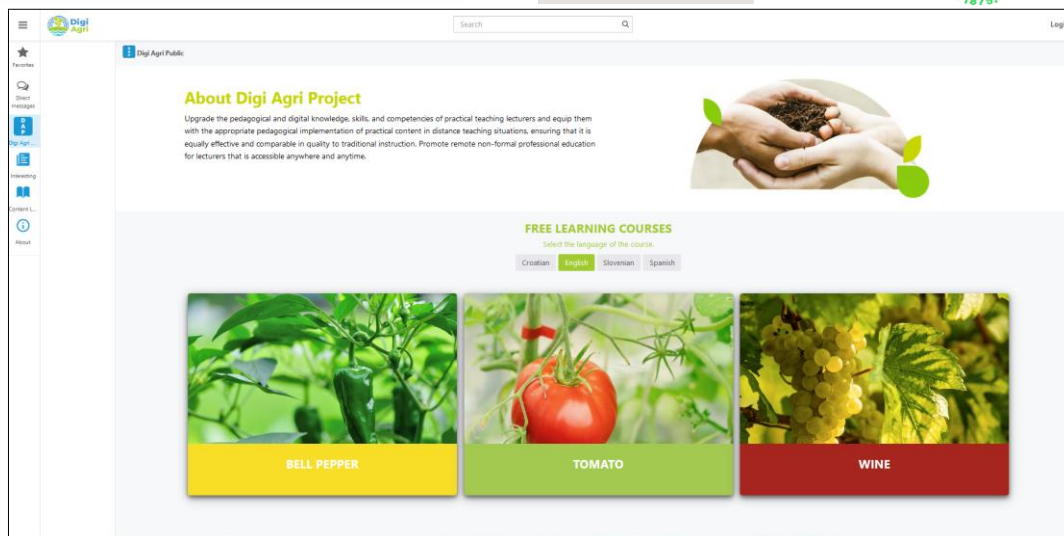 Digi
Agri
Search
Favorites
Direct
messages
D
A
P
Digi Agri ...
Interesting
Content L...
About
Digi Agri Public
About Digi Agri Project
Upgrade the pedagogical and digital knowledge, skills, and competencies of practical teaching lecturers and equip them
with the appropriate pedagogical implementation of practical content in distance teaching situations, ensuring that it is
equally effective and comparable in quality to traditional instruction. Promote remote non-formal professional education
for lecturers that is accessible anywhere and anytime.
FREE LEARNING COURSES
Select the language of the course.
Croatian English Slovenian Spanish
BELL PEPPER
TOMATO
WINE